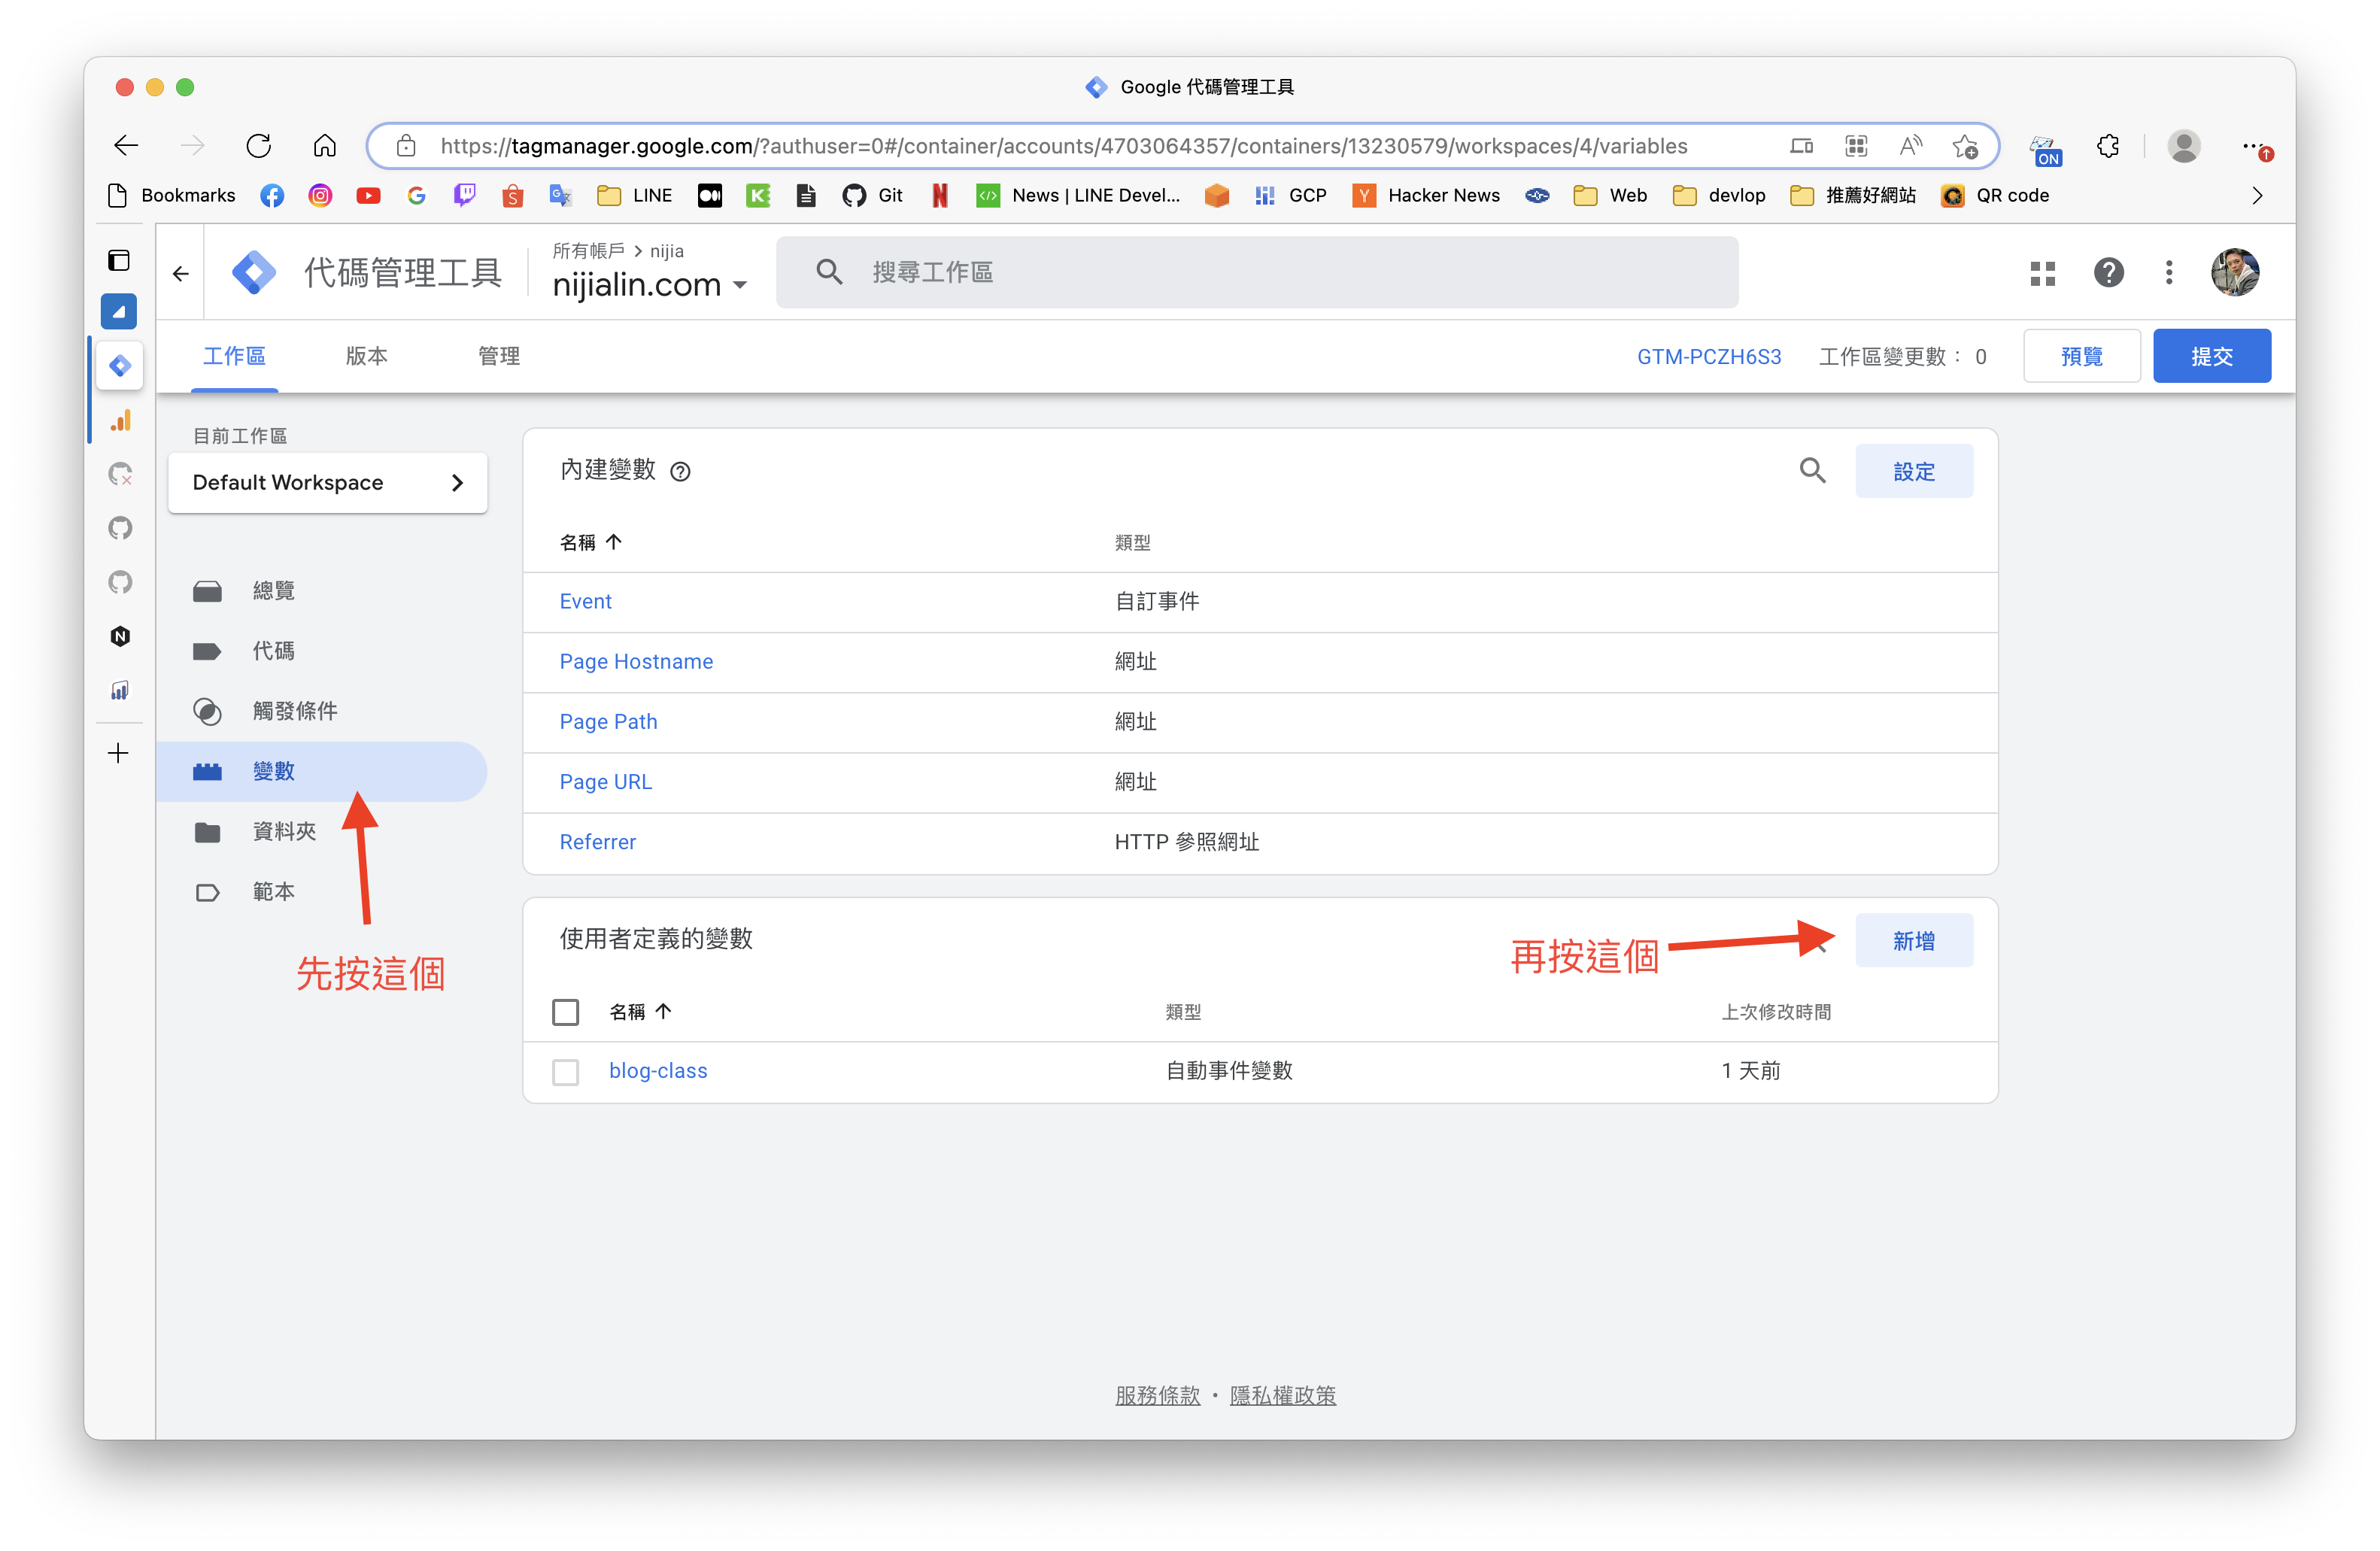 Google 代碼管理工具
https://tagmanager.google.com/?authuser=0#/container/accounts/4703064357/containers/13230579/workspaces/4/variables
ON
Bookmarks LINE Git News | LINE Devel... GCP Hacker News Web devlop 推薦好網站 QR code
代碼管理工具
所有帳戶 > nijia
nijialin.com
搜尋工作區
工作區 版本 管理 GTM-PCZH6S3 工作區變更數： 0 預覽 提交
目前工作區
Default Workspace
總覽
代碼
觸發條件
變數
資料夾
範本
先按這個
內建變數 設定
名稱 類型
Event 自訂事件
Page Hostname 網址
Page Path 網址
Page URL 網址
Referrer HTTP 參照網址
使用者定義的變數 再按這個 新增
名稱 類型 上次修改時間
blog-class 自動事件變數 1 天前
服務條款 • 隱私權政策